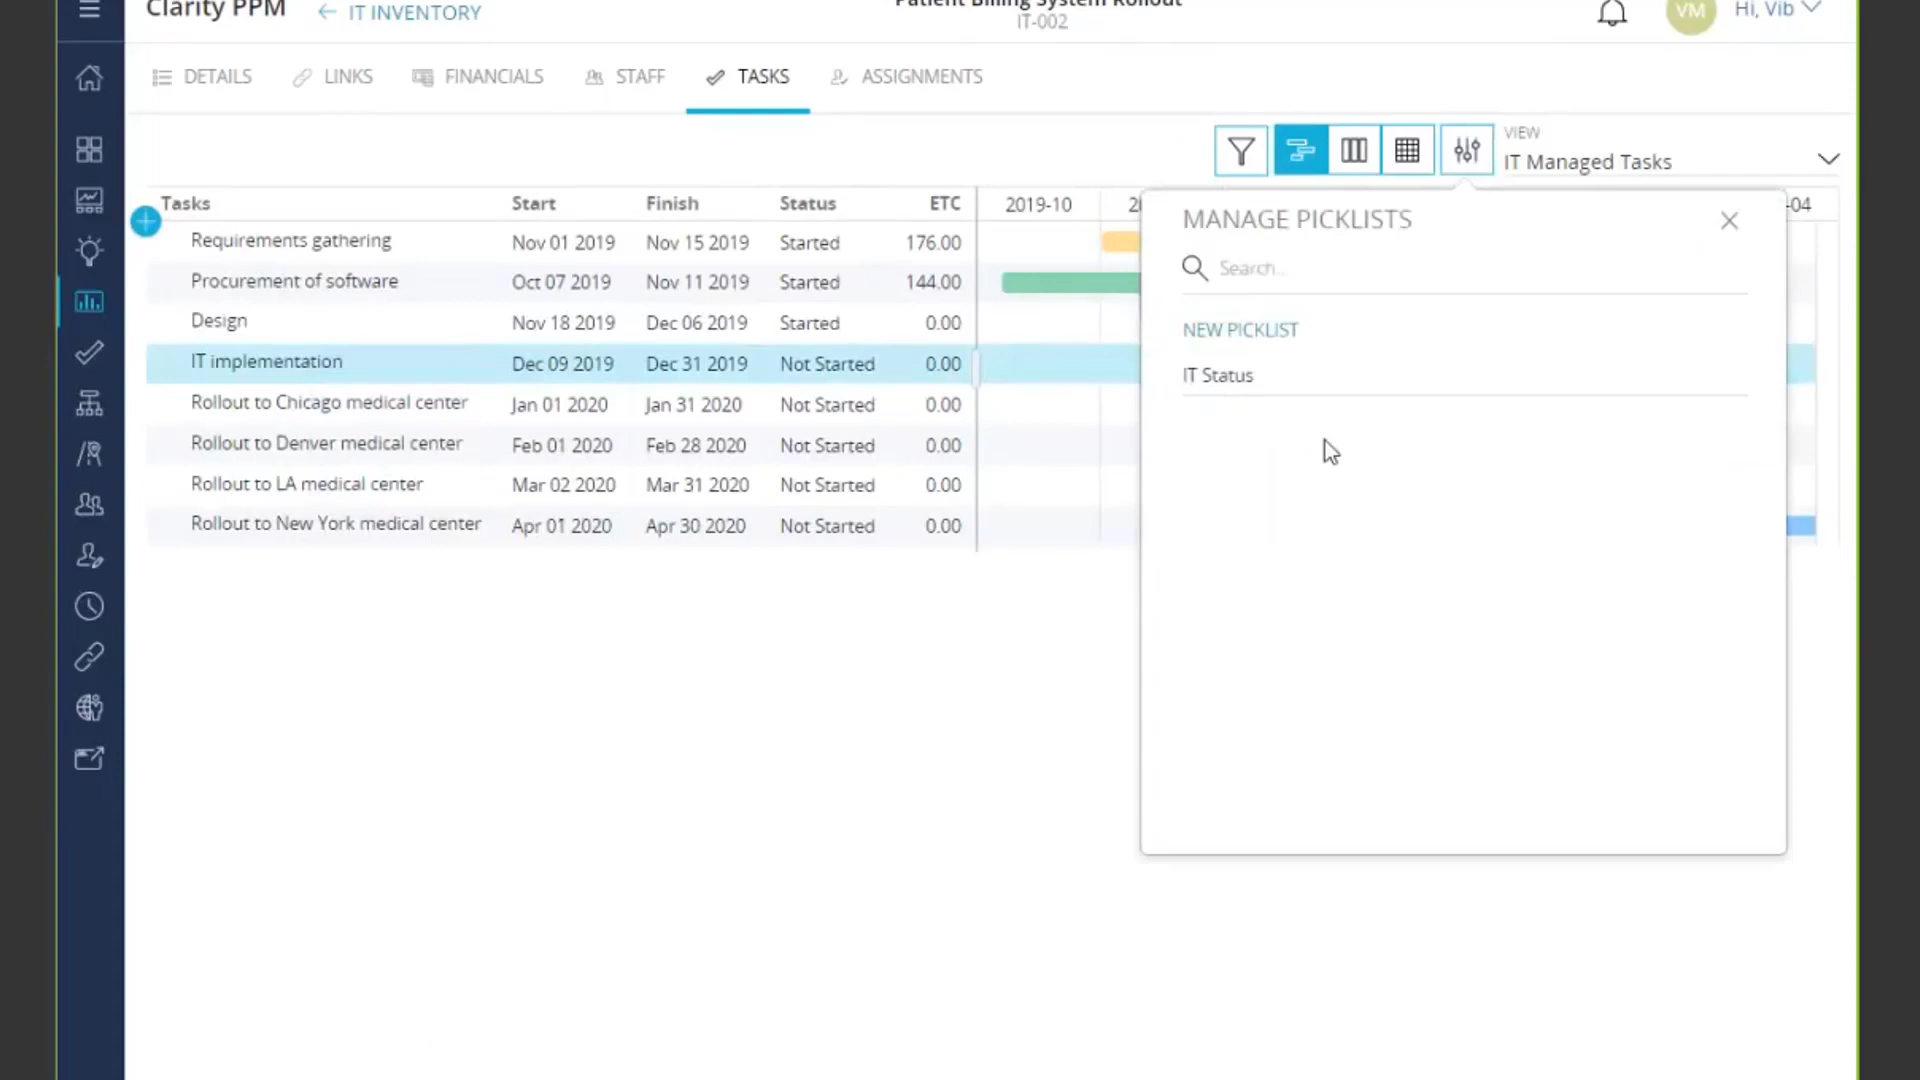 Clarity PPM
IT INVENTORY
Patient Billing System Rollout
IT-002
VM
Hi, Vib
DETAILS
LINKS
FINANCIALS
STAFF
TASKS
ASSIGNMENTS
VIEW
IT Managed Tasks
Tasks Start Finish Status ETC 2019-10 -04
Requirements gathering Nov 01 2019 Nov 15 2019 Started 176.00
Procurement of software Oct 07 2019 Nov 11 2019 Started 144.00
Design Nov 18 2019 Dec 06 2019 Started 0.00
IT implementation Dec 09 2019 Dec 31 2019 Not Started 0.00
Rollout to Chicago medical center Jan 01 2020 Jan 31 2020 Not Started 0.00
Rollout to Denver medical center Feb 01 2020 Feb 28 2020 Not Started 0.00
Rollout to LA medical center Mar 02 2020 Mar 31 2020 Not Started 0.00
Rollout to New York medical center Apr 01 2020 Apr 30 2020 Not Started 0.00
MANAGE PICKLISTS
Search...
NEW PICKLIST
IT Status